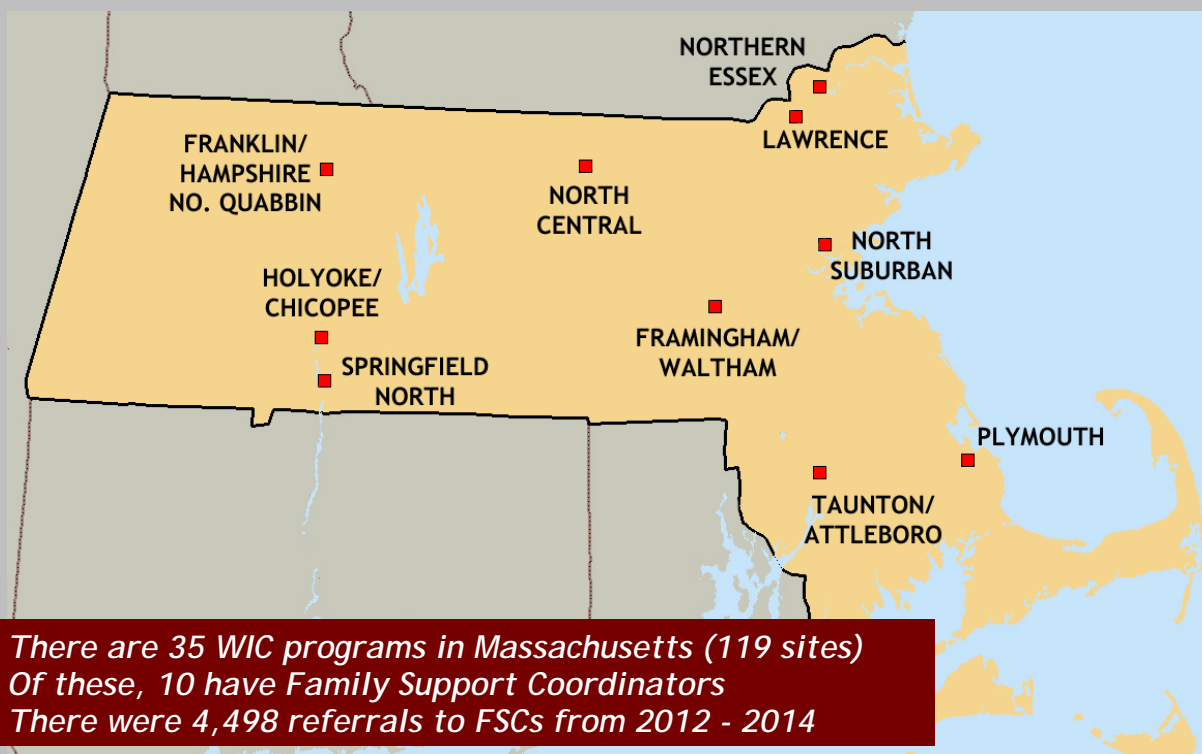 NORTHERN
ESSEX
LAWRENCE
FRANKLIN/
HAMPSHIRE
NO. QUABBIN
NORTH
CENTRAL
NORTH
SUBURBAN
HOLYOKE/
CHICOPEE
FRAMINGHAM/
WALTHAM
SPRINGFIELD
NORTH
PLYMOUTH
TAUNTON/
ATTLEBORO
There are 35 WIC programs in Massachusetts (119 sites)
Of these, 10 have Family Support Coordinators
There were 4,498 referrals to FSCs from 2012 - 2014